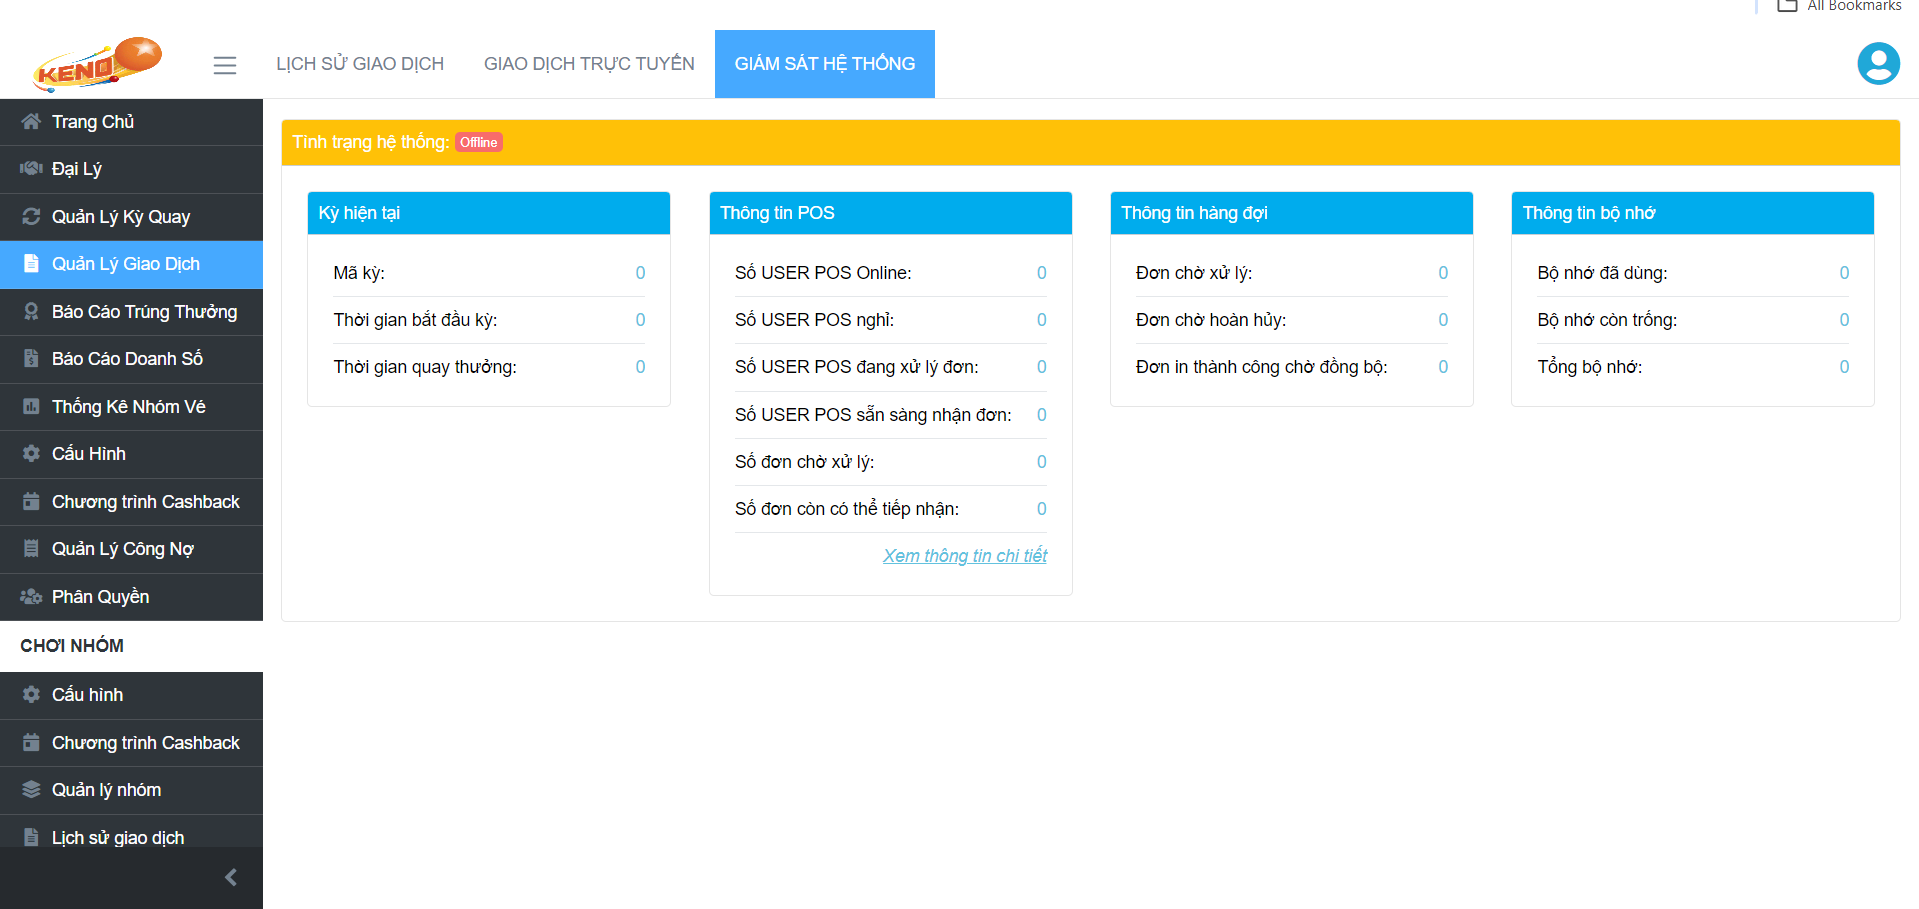 All Bookmarks
KENO
LỊCH SỬ GIAO DỊCH
GIAO DỊCH TRỰC TUYẾN
GIÁM SÁT HỆ THỐNG
Trang Chủ
Đại Lý
Quản Lý Kỳ Quay
Quản Lý Giao Dịch
Báo Cáo Trúng Thưởng
Báo Cáo Doanh Số
Thống Kê Nhóm Vé
Cấu Hình
Chương trình Cashback
Quản Lý Công Nợ
Phân Quyền
CHƠI NHÓM
Cấu hình
Chương trình Cashback
Quản lý nhóm
Lịch sử giao dịch
Tình trạng hệ thống: Offline
Kỳ hiện tại
Mã kỳ: 0
Thời gian bắt đầu kỳ: 0
Thời gian quay thưởng: 0
Thông tin POS
Số USER POS Online: 0
Số USER POS nghỉ: 0
Số USER POS đang xử lý đơn: 0
Số USER POS sẵn sàng nhận đơn: 0
Số đơn chờ xử lý: 0
Số đơn còn có thể tiếp nhận: 0
Xem thông tin chi tiết
Thông tin hàng đợi
Đơn chờ xử lý: 0
Đơn chờ hoàn hủy: 0
Đơn in thành công chờ đồng bộ: 0
Thông tin bộ nhớ
Bộ nhớ đã dùng: 0
Bộ nhớ còn trống: 0
Tổng bộ nhớ: 0